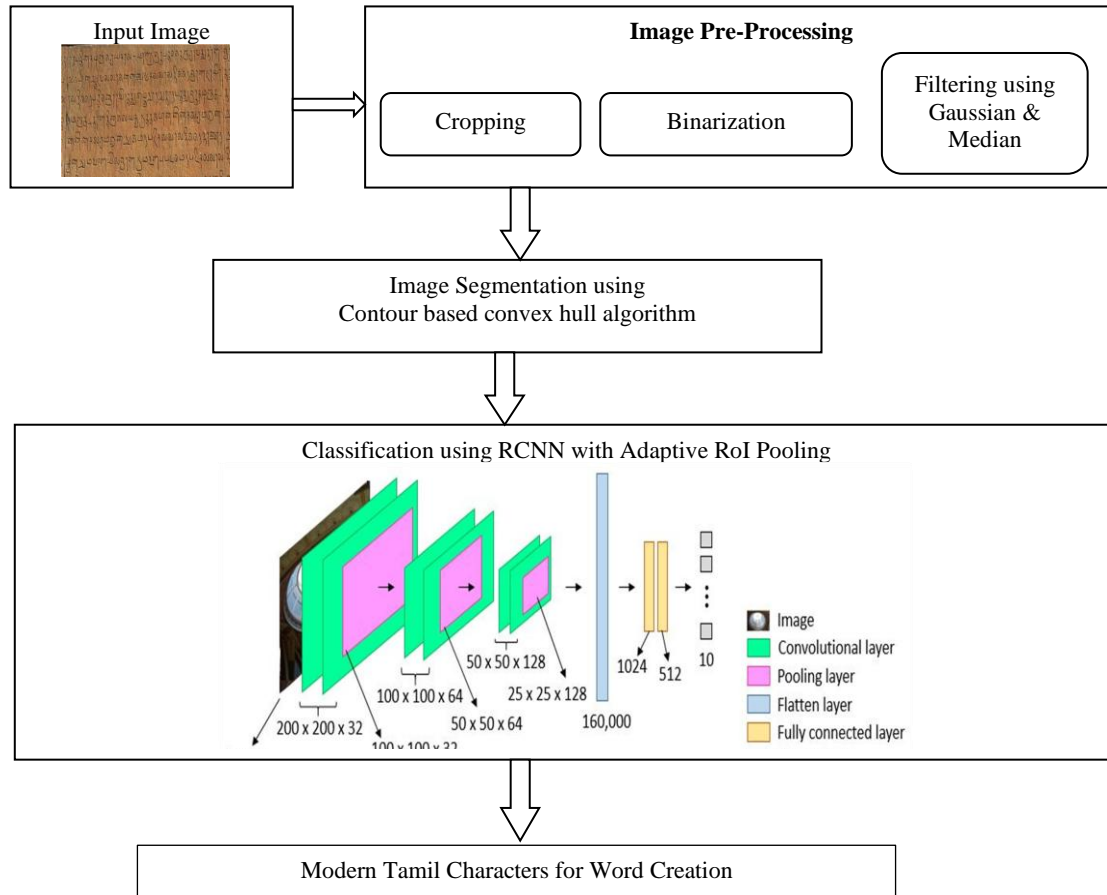 Input Image
Image Pre-Processing
Cropping
Binarization
Filtering using
Gaussian &
Median
Image Segmentation using
Contour based convex hull algorithm
Classification using RCNN with Adaptive RoI Pooling
200 x 200 x 32
100 x 100 x 32
100 x 100 x 64
50 x 50 x 64
50 x 50 x 128
25 x 25 x 128
160,000
1024
512
10
Image
Convolutional layer
Pooling layer
Flatten layer
Fully connected layer
Modern Tamil Characters for Word Creation